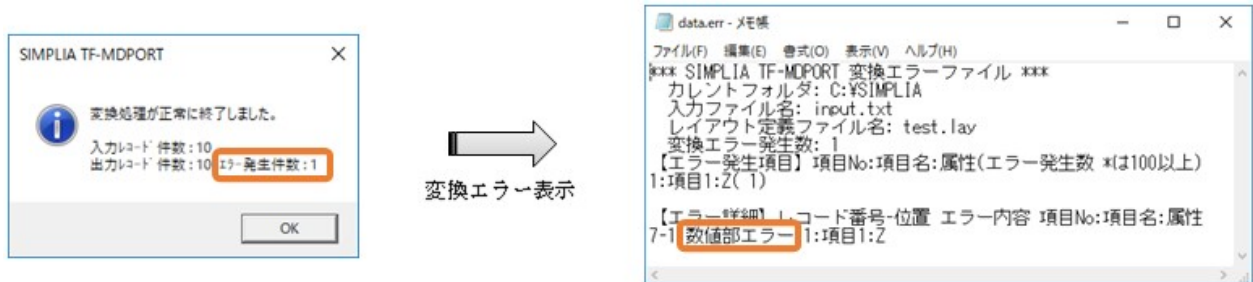 SIMPLIA TF-MDPORT
変換処理が正常に終了しました。
入力ﾚｺｰﾄﾞ件数:10
出力ﾚｺｰﾄﾞ件数:10 ｴﾗｰ発生件数:1
OK
変換エラー表示
data.err - メモ帳
ファイル(F) 編集(E) 書式(O) 表示(V) ヘルプ(H)
*** SIMPLIA TF-MDPORT 変換エラーファイル ***
カレントフォルダ: C:¥SIMPLIA
入力ファイル名: input.txt
レイアウト定義ファイル名: test.lay
変換エラー発生数: 1
【エラー発生項目】項目No:項目名:属性(エラー発生数 *は100以上)
1:項目1:Z( 1)
【エラー詳細】レコード番号-位置 エラー内容 項目No:項目名:属性
7-1 数値部エラー 1:項目1:Z